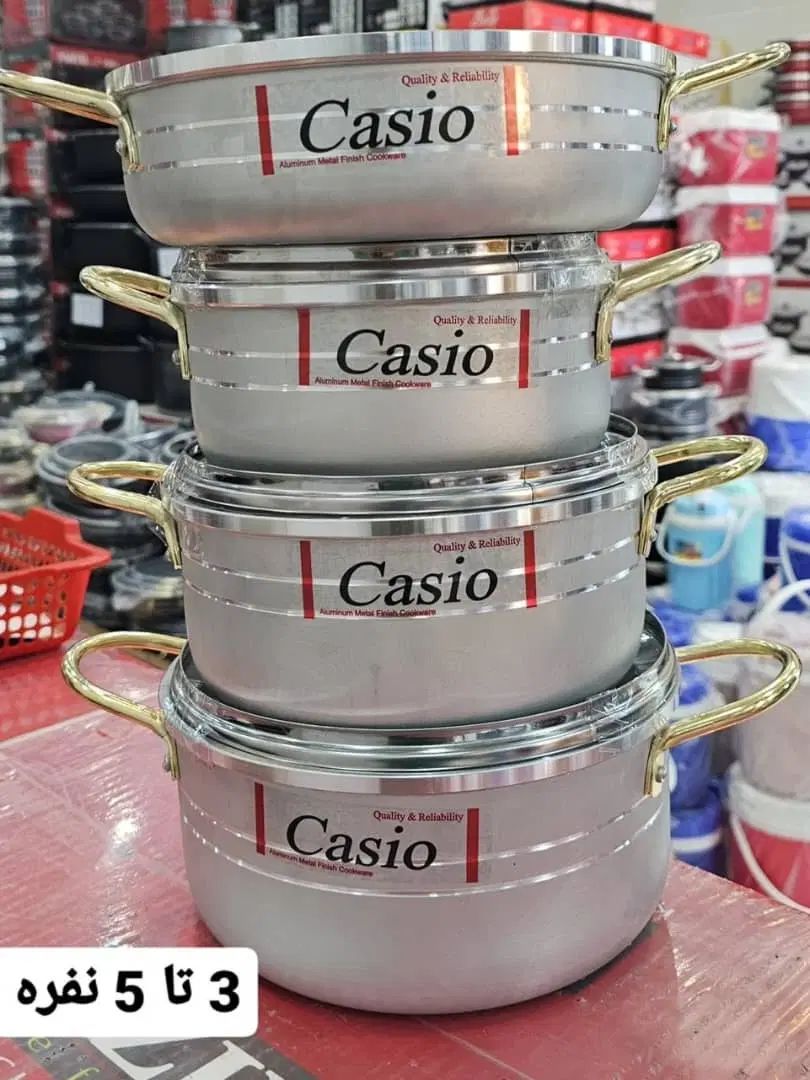 Quality & Reliability
Casio
Aluminum Metal Finish Cookware
Quality & Reliability
Casio
Aluminum Metal Finish Cookware
Quality & Reliability
Casio
Aluminum Metal Finish Cookware
Quality & Reliability
Casio
Aluminum Metal Finish Cookware
3 تا 5 نفره